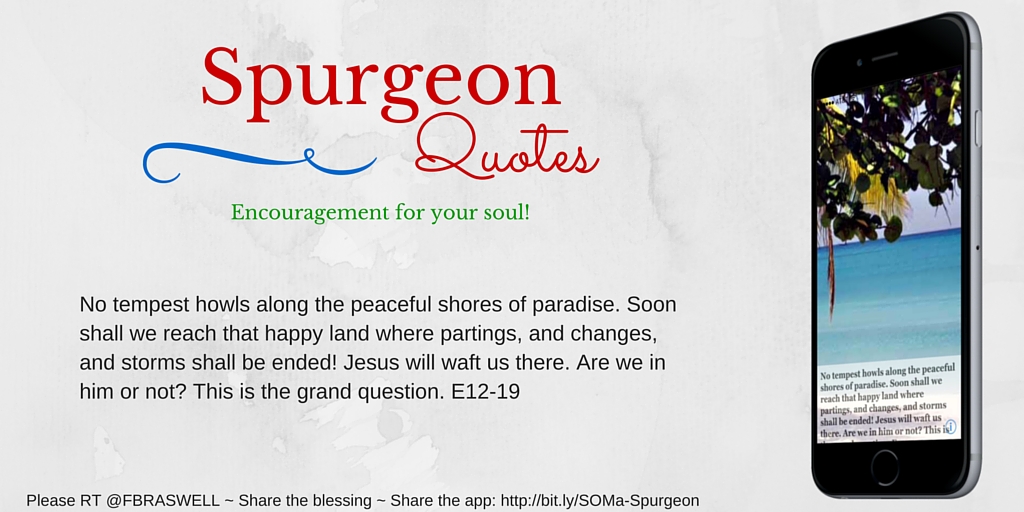 Spurgeon
Quotes
Encouragement for your soul!
No tempest howls along the peaceful shores of paradise. Soon
shall we reach that happy land where partings, and changes,
and storms shall be ended! Jesus will waft us there. Are we in
him or not? This is the grand question. E12-19
Please RT @FBRASWELL ~ Share the blessing ~ Share the app: http://bit.ly/SOMa-Spurgeon
No tempest howls along the peaceful
shores of paradise. Soon shall we
reach that happy land where
partings, and changes, and storms
shall be ended! Jesus will waft us
there. Are we in him or not? This is